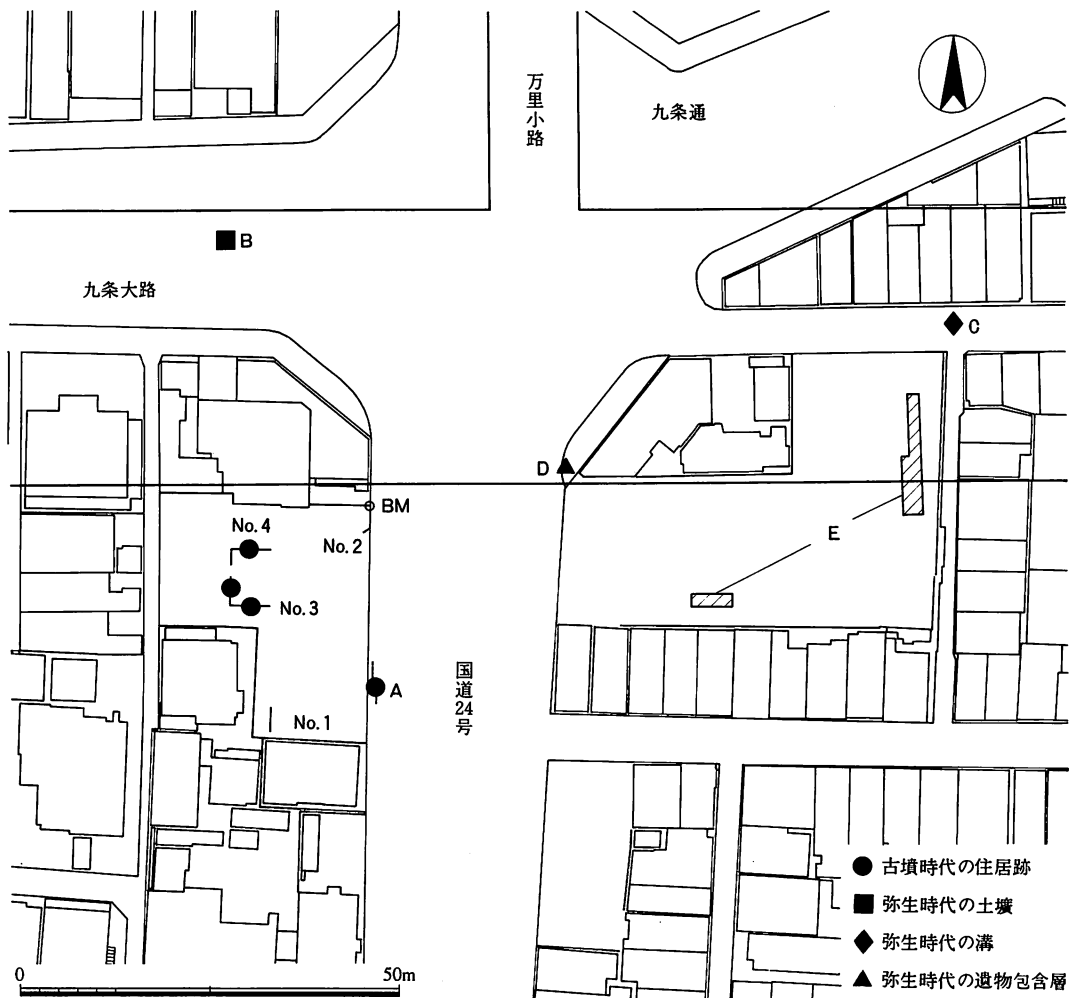 万里小路
九条通
B
九条大路
C
D
BM
No.4
No.2
E
No.3
A
国道24号
No.1
古墳時代の住居跡
弥生時代の土壙
弥生時代の溝
弥生時代の遺物包含層
0
50m